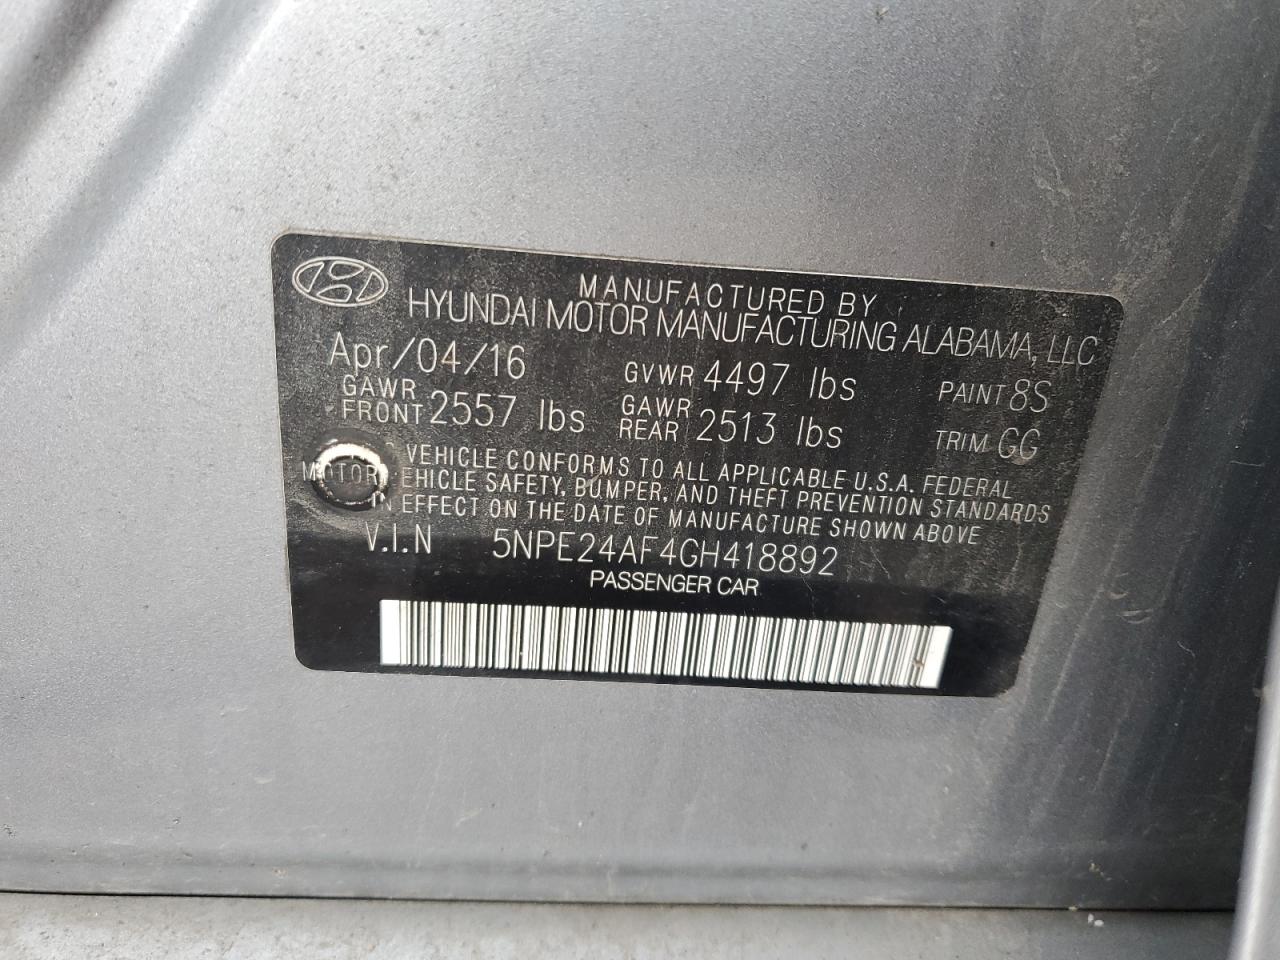 MANUFACTURED BY
HYUNDAI MOTOR MANUFACTURING ALABAMA, LLC
Apr/04/16 GVWR 4497 lbs PAINT 8S
GAWR FRONT 2557 lbs GAWR REAR 2513 lbs TRIM GG
VEHICLE CONFORMS TO ALL APPLICABLE U.S.A. FEDERAL
MOTOR EHICLE SAFETY, BUMPER, AND THEFT PREVENTION STANDARDS
IN EFFECT ON THE DATE OF MANUFACTURE SHOWN ABOVE
V.I.N 5NPE24AF4GH418892
PASSENGER CAR